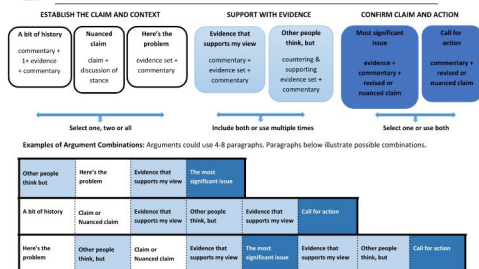 ESTABLISH THE CLAIM AND CONTEXT
SUPPORT WITH EVIDENCE
CONFIRM CLAIM AND ACTION
A bit of history
commentary +
1+ evidence
+ commentary
Nuanced
claim
claim +
discussion of
stance
Here's the
problem
evidence set +
commentary
Evidence that
supports my view
commentary +
evidence set +
commentary
Other people
think, but
countering &
supporting
evidence set +
commentary
Most significant
issue
evidence +
commentary +
revised or
nuanced claim
Call for
action
commentary +
revised or
nuanced claim
Select one, two or all
Include both or use multiple times
Select one or use both
Examples of Argument Combinations: Arguments could use 4-8 paragraphs. Paragraphs below illustrate possible combinations.
Other people
think but
Here's the
problem
Evidence that
supports my view
The most
significant issue
A bit of history
Claim or
Nuanced claim
Evidence that
supports my view
Other people
think, but
Evidence that
supports my view
Call for action
Here's the
problem
Other people
think, but
Claim or
Nuanced claim
Evidence that
supports my view
The most
significant issue
Evidence that
supports my view
Other people
think, but
Call for action